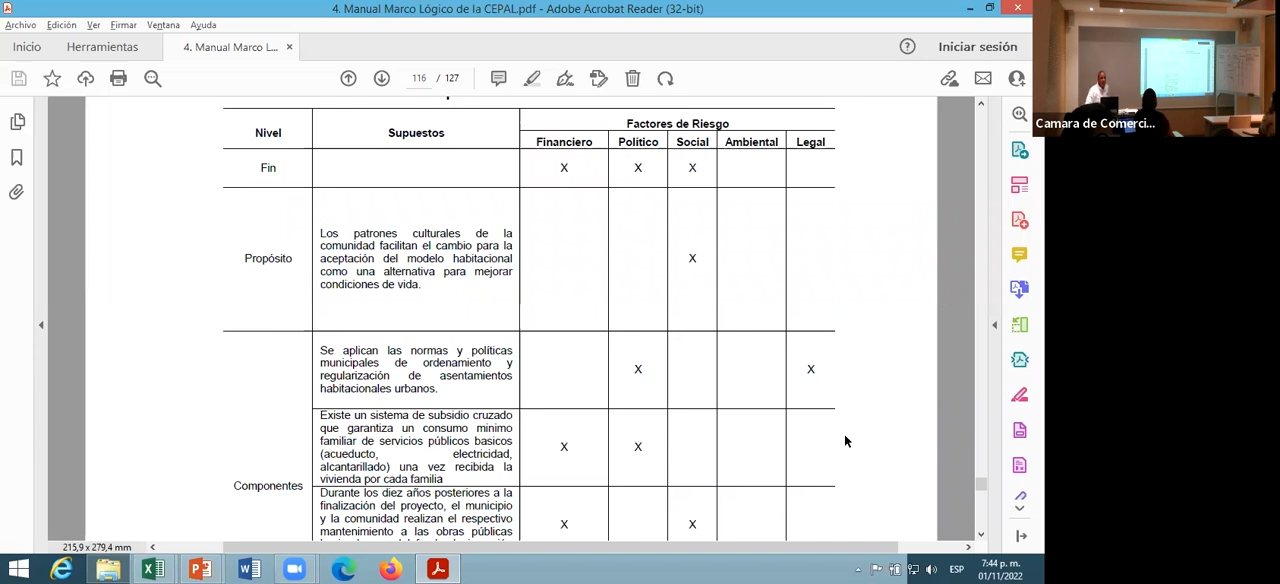 4. Manual Marco Lógico de la CEPAL.pdf - Adobe Acrobat Reader (32-bit)
Archivo Edición Ver Firmar Ventana Ayuda
Inicio Herramientas 4. Manual Marco L... × Iniciar sesión
116 / 127
Camara de Comerci...
Nivel Supuestos Factores de Riesgo
Financiero Político Social Ambiental Legal
Fin X X X
Los patrones culturales de la
comunidad facilitan el cambio para la
Propósito aceptación del modelo habitacional X
como una alternativa para mejorar
condiciones de vida.
Se aplican las normas y políticas
municipales de ordenamiento y X X
regularización de asentamientos
habitacionales urbanos.
Existe un sistema de subsidio cruzado
que garantiza un consumo minimo
familiar de servicios públicos basicos X X
(acueducto, electricidad,
alcantarillado) una vez recibida la
vivienda por cada familia
Componentes
Durante los diez años posteriores a la
finalización del proyecto, el municipio
y la comunidad realizan el respectivo X X
mantenimiento a las obras públicas
215,9 x 279,4 mm
ESP 7:44 p. m.
01/11/2022